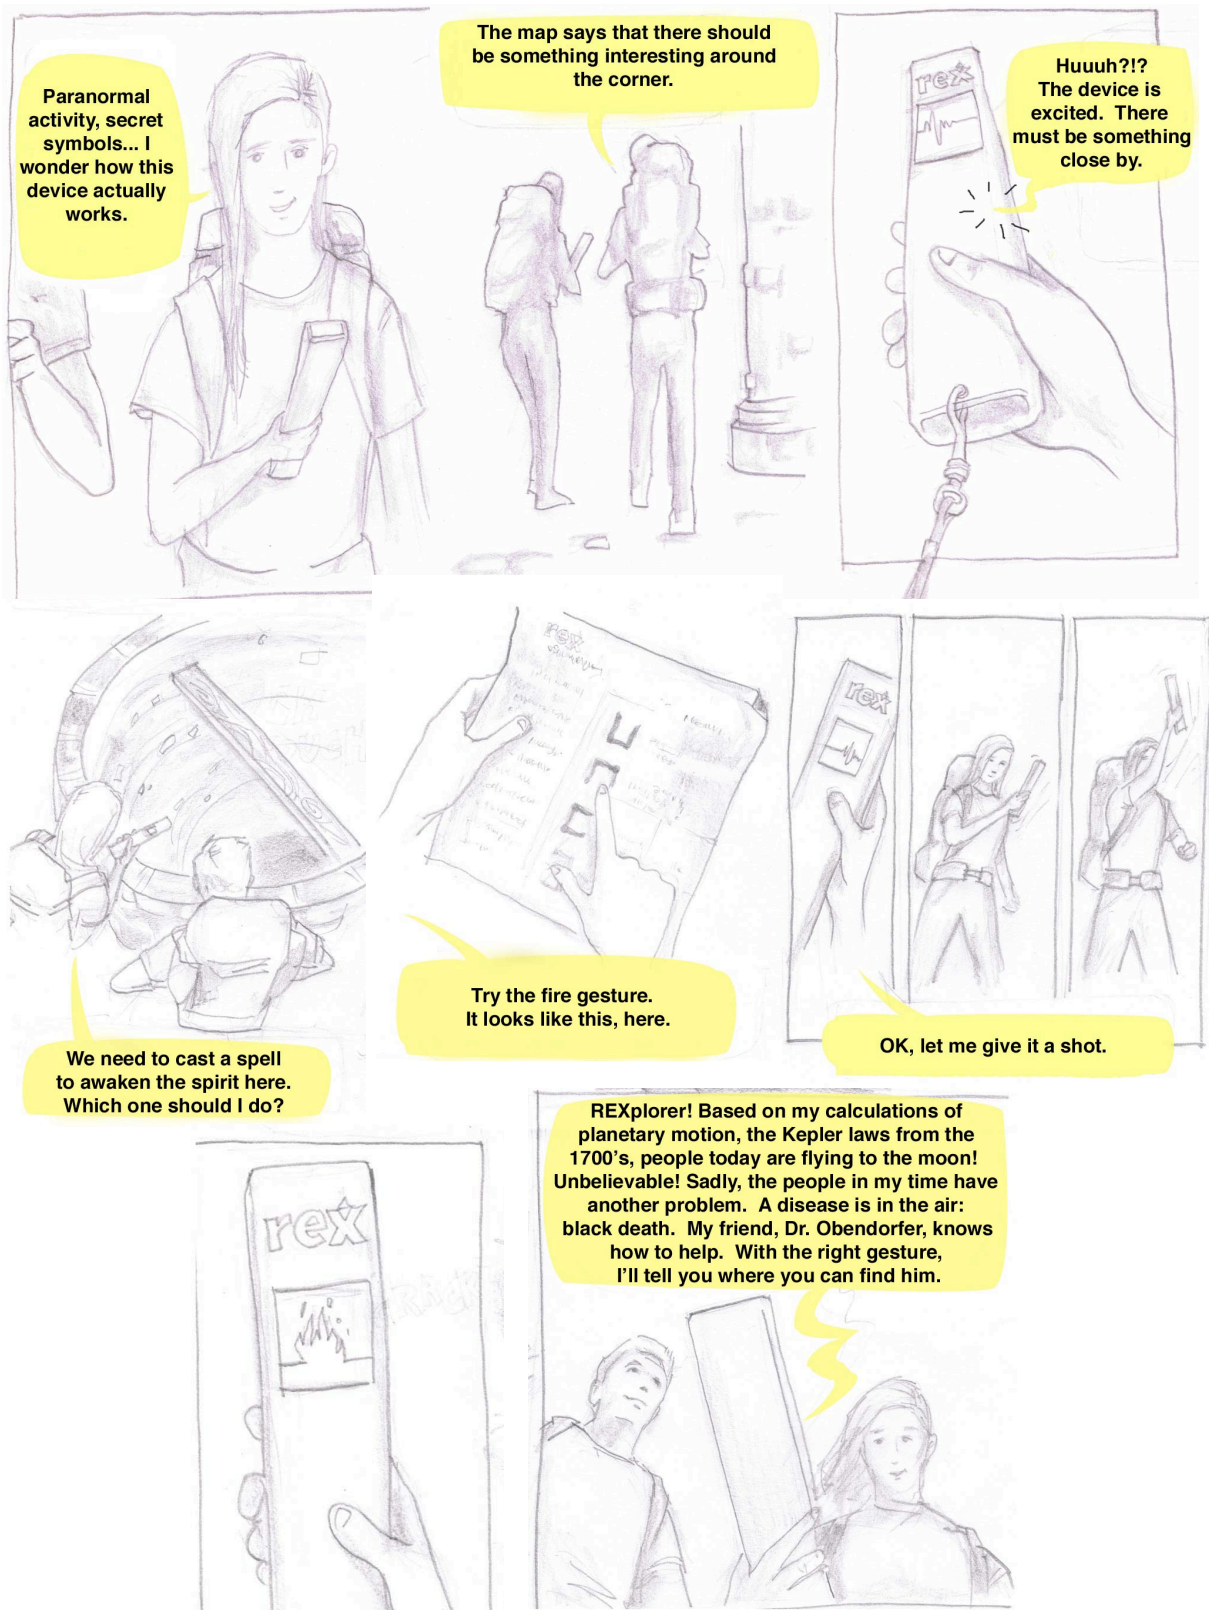 Paranormal
activity, secret
symbols... I
wonder how this
device actually
works.
The map says that there should
be something interesting around
the corner.
rex
Huuuh?!?
The device is
excited. There
must be something
close by.
We need to cast a spell
to awaken the spirit here.
Which one should I do?
rex
Try the fire gesture.
It looks like this, here.
rex
OK, let me give it a shot.
rex
REXplorer! Based on my calculations of
planetary motion, the Kepler laws from the
1700's, people today are flying to the moon!
Unbelievable! Sadly, the people in my time have
another problem. A disease is in the air:
black death. My friend, Dr. Obendorfer, knows
how to help. With the right gesture,
I'll tell you where you can find him.